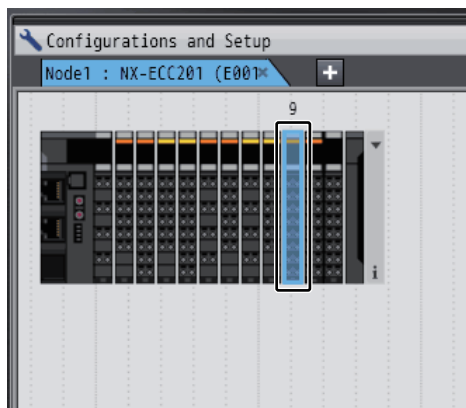 Configurations and Setup
Node1 : NX-ECC201 (E001
9
i